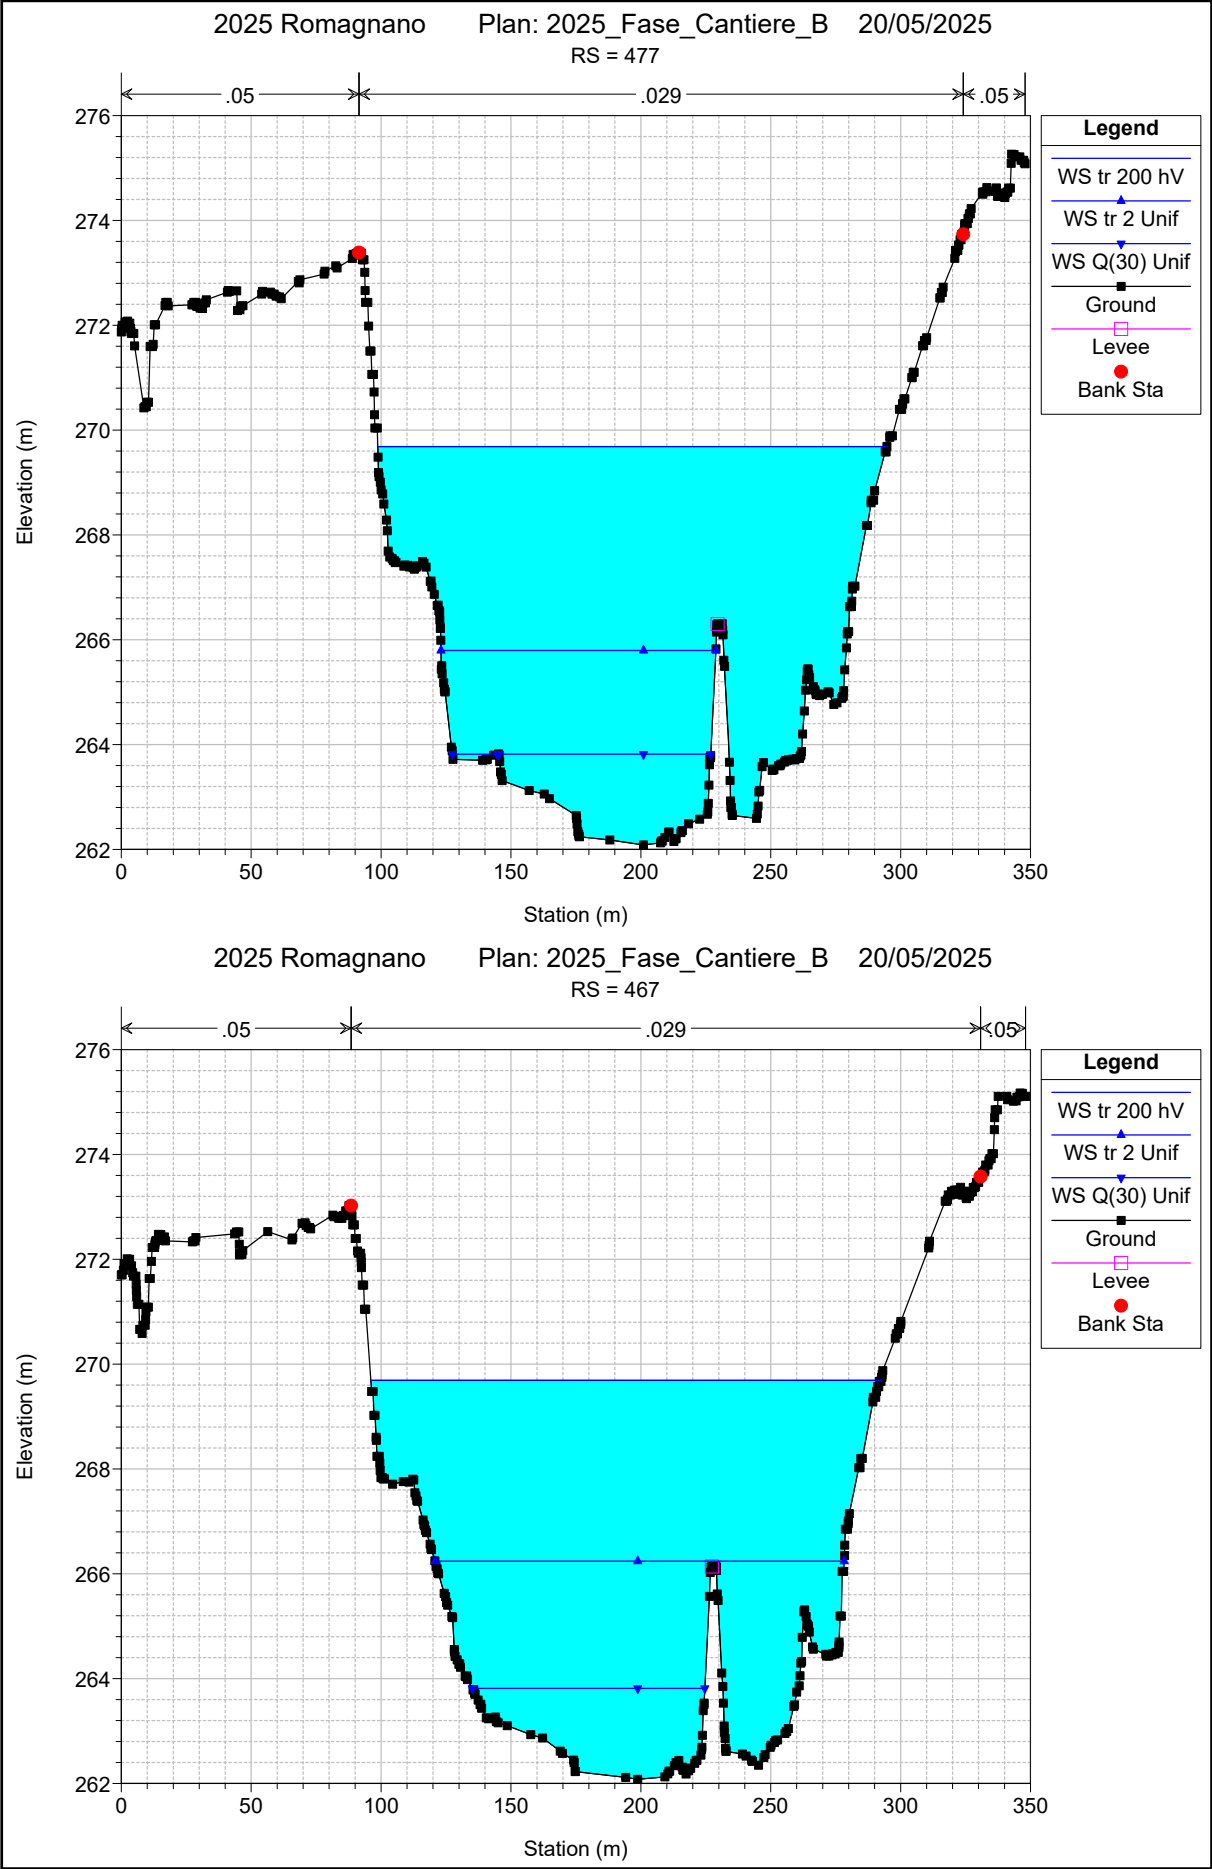 2025 Romagnano Plan: 2025_Fase_Cantiere_B 20/05/2025
RS = 477
.05 .029 .05
276
274
272
270
268
266
264
262
Elevation (m)
0 50 100 150 200 250 300 350
Station (m)
Legend
WS tr 200 hV
WS tr 2 Unif
WS Q(30) Unif
Ground
Levee
Bank Sta
2025 Romagnano Plan: 2025_Fase_Cantiere_B 20/05/2025
RS = 467
.05 .029 .05
276
274
272
270
268
266
264
262
Elevation (m)
0 50 100 150 200 250 300 350
Station (m)
Legend
WS tr 200 hV
WS tr 2 Unif
WS Q(30) Unif
Ground
Levee
Bank Sta